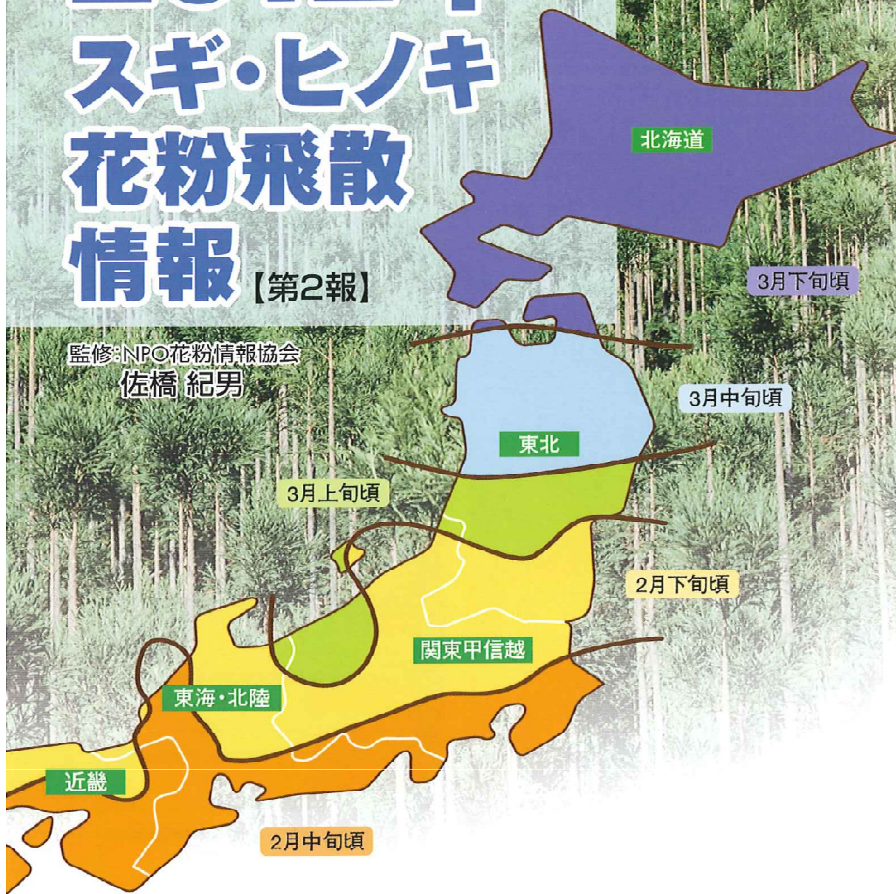 スギ・ヒノキ
花粉飛散
情報【第2報】
監修:NPO花粉情報協会
佐橋 紀男
北海道
3月下旬頃
3月中旬頃
東北
3月上旬頃
2月下旬頃
関東甲信越
東海・北陸
近畿
2月中旬頃